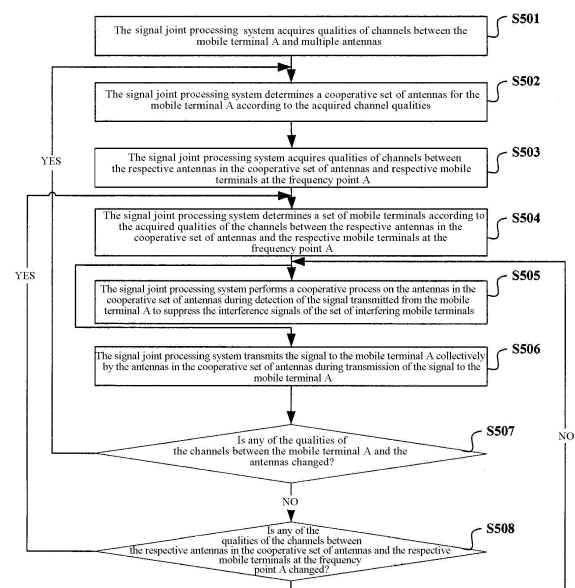 The signal joint processing system acquires qualities of channels between the
mobile terminal A and multiple antennas
S501
The signal joint processing system determines a cooperative set of antennas for the
mobile terminal A according to the acquired channel qualities
S502
YES
The signal joint processing system acquires qualities of channels between
the respective antennas in the cooperative set of antennas and respective mobile
terminals at the frequency point A
S503
The signal joint processing system determines a set of mobile terminals according to
the acquired qualities of the channels between the respective antennas in the
cooperative set of antennas and the respective mobile terminals at the
frequency point A
S504
YES
The signal joint processing system performs a cooperative process on the antennas in the
cooperative set of antennas during detection of the signal transmitted from the mobile
terminal A to suppress the interference signals of the set of interfering mobile terminals
S505
The signal joint processing system transmits the signal to the mobile terminal A collectively
by the antennas in the cooperative set of antennas during transmission of the signal to the
mobile terminal A
S506
Is any of the qualities of
the channels between the mobile terminal A and the
antennas changed?
S507
NO
NO
Is any of the
qualities of the channels between
the respective antennas in the cooperative set of antennas and the respective
mobile terminals at the frequency
point A changed?
S508